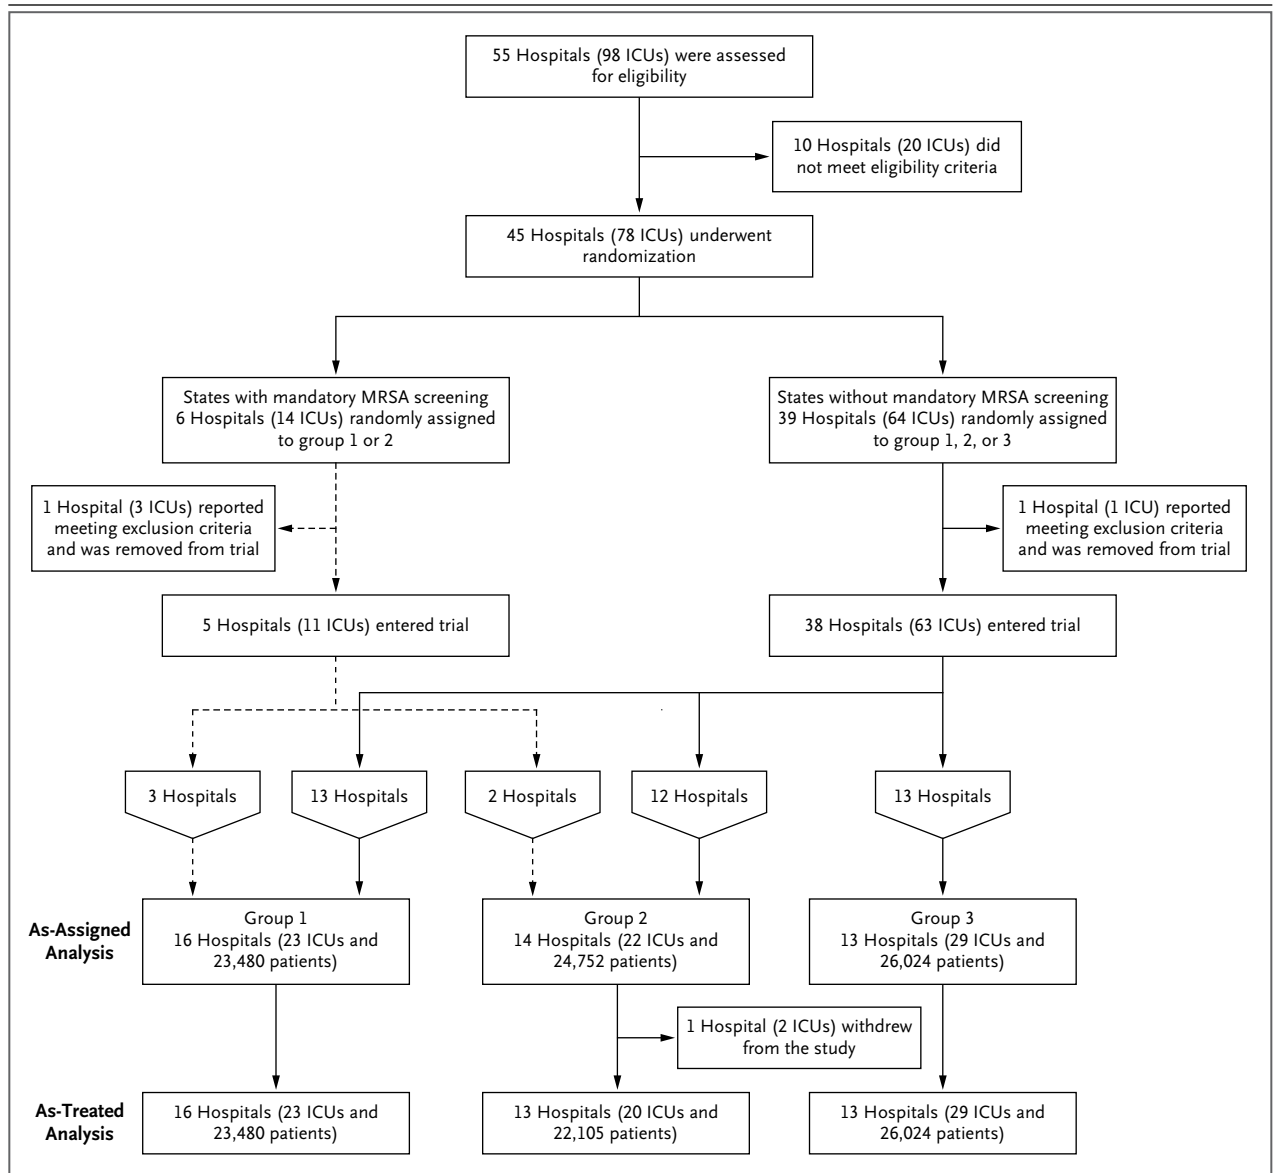 55 Hospitals (98 ICUs) were assessed
for eligibility
10 Hospitals (20 ICUs) did
not meet eligibility criteria
45 Hospitals (78 ICUs) underwent
randomization
States with mandatory MRSA screening
6 Hospitals (14 ICUs) randomly assigned
to group 1 or 2
States without mandatory MRSA screening
39 Hospitals (64 ICUs) randomly assigned
to group 1, 2, or 3
1 Hospital (3 ICUs) reported
meeting exclusion criteria
and was removed from trial
1 Hospital (1 ICU) reported
meeting exclusion criteria
and was removed from trial
5 Hospitals (11 ICUs) entered trial
38 Hospitals (63 ICUs) entered trial
3 Hospitals
13 Hospitals
2 Hospitals
12 Hospitals
13 Hospitals
As-Assigned
Analysis
Group 1
16 Hospitals (23 ICUs and
23,480 patients)
Group 2
14 Hospitals (22 ICUs and
24,752 patients)
Group 3
13 Hospitals (29 ICUs and
26,024 patients)
1 Hospital (2 ICUs) withdrew
from the study
As-Treated
Analysis
16 Hospitals (23 ICUs and
23,480 patients)
13 Hospitals (20 ICUs and
22,105 patients)
13 Hospitals (29 ICUs and
26,024 patients)